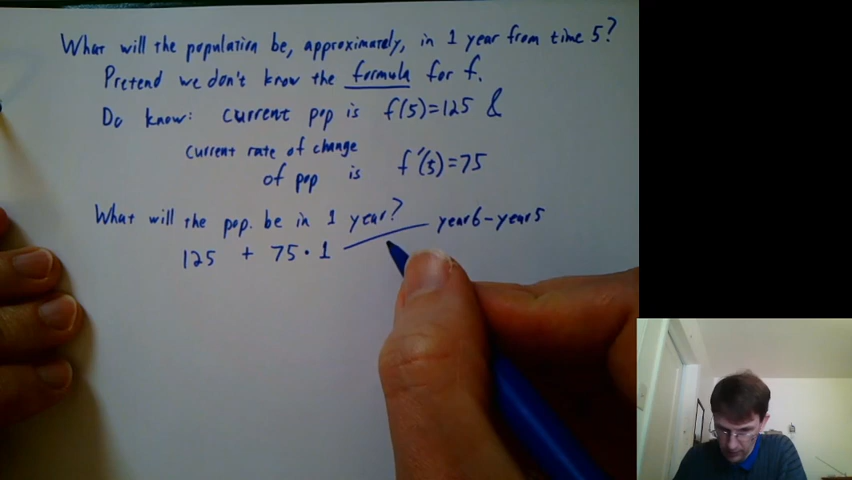 What will the population be, approximately, in 1 year from time 5?
Pretend we don't know the formula for f.
Do know: current pop is f(5)=125 &
current rate of change
of pop is f'(5)=75
What will the pop. be in 1 year?
year6-year5
125 + 75·1